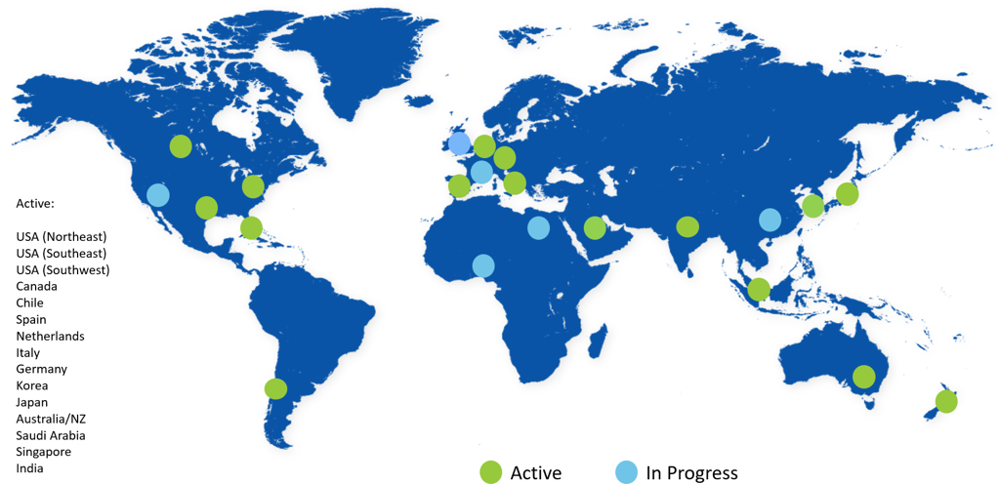 Active:
USA (Northeast)
USA (Southeast)
USA (Southwest)
Canada
Chile
Spain
Netherlands
Italy
Germany
Korea
Japan
Australia/NZ
Saudi Arabia
Singapore
India
Active
In Progress